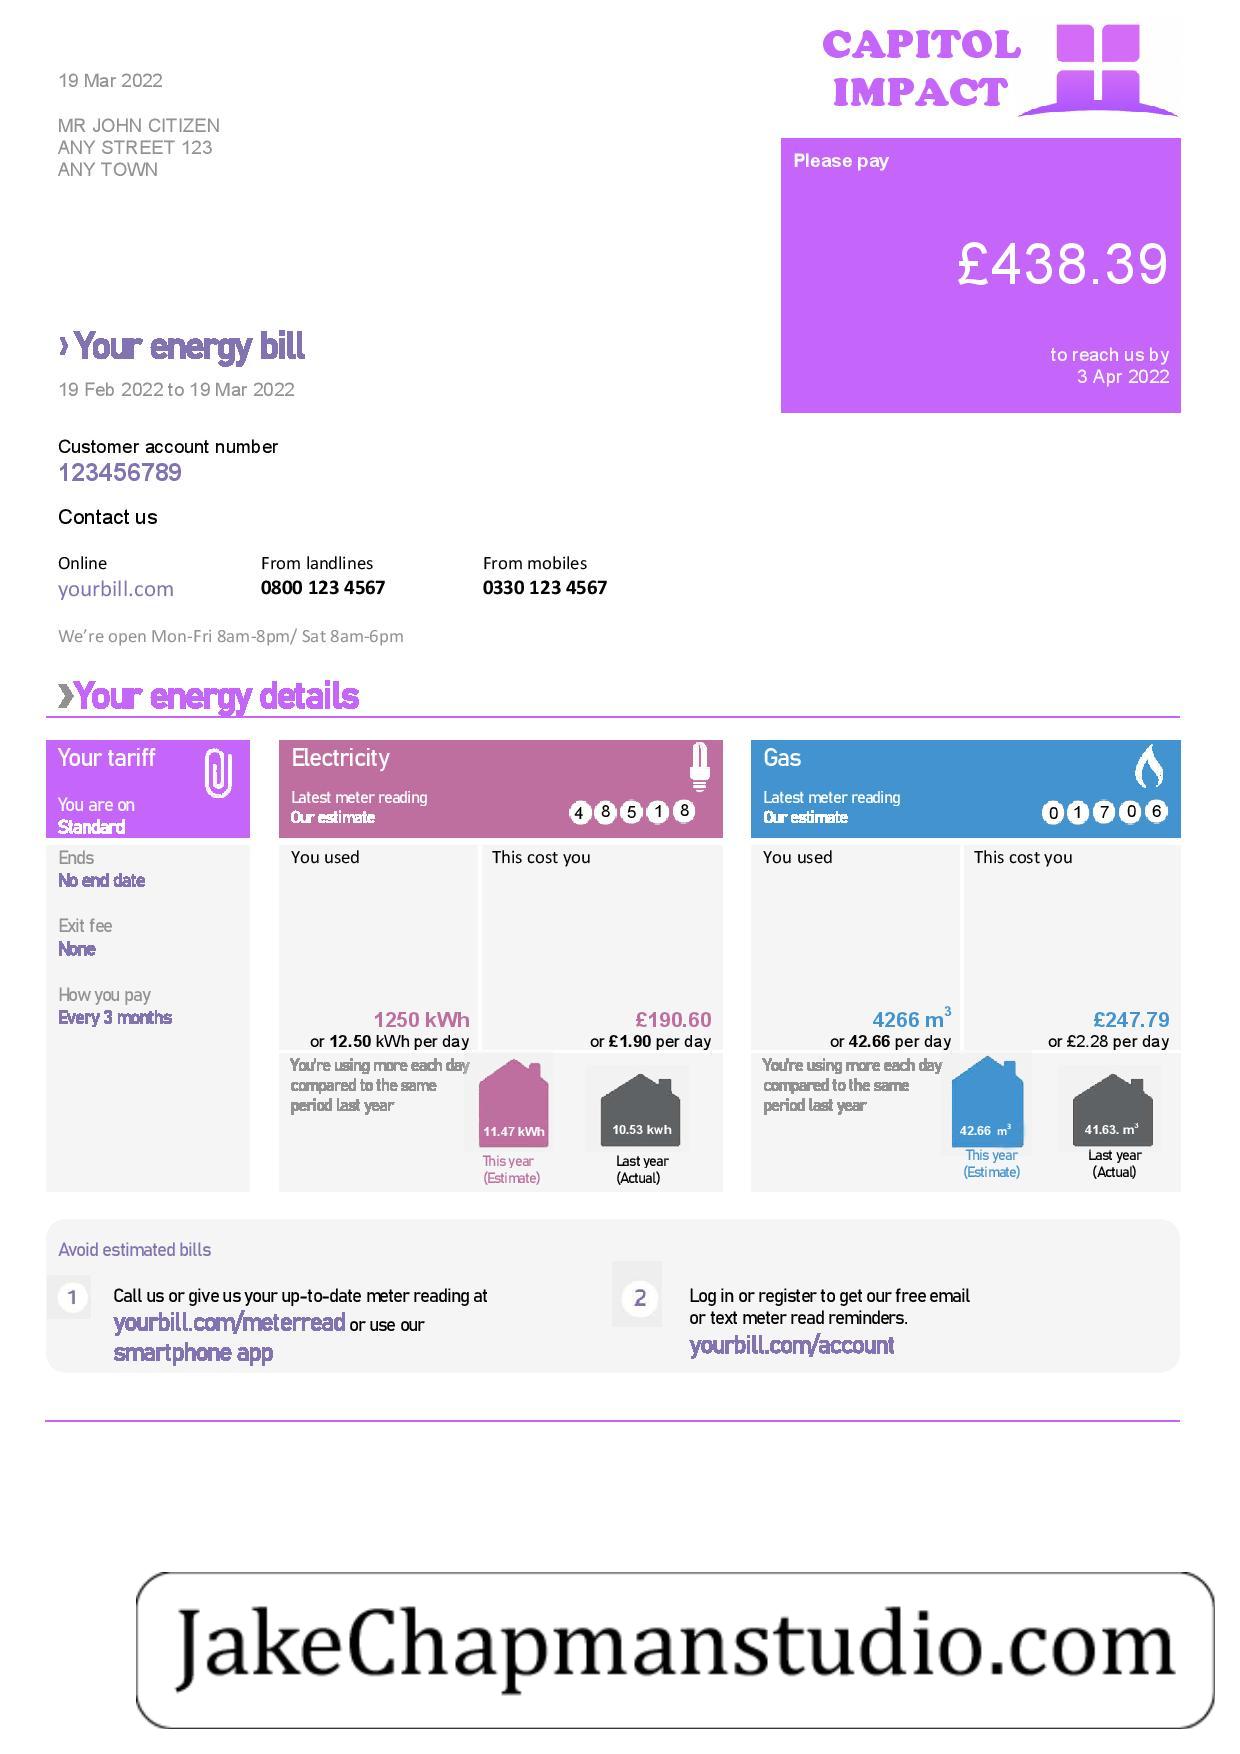 CAPITOL
IMPACT
19 Mar 2022
MR JOHN CITIZEN
ANY STREET 123
ANY TOWN
Please pay
£438.39
to reach us by
3 Apr 2022
› Your energy bill
19 Feb 2022 to 19 Mar 2022
Customer account number
123456789
Contact us
Online From landlines From mobiles
yourbill.com 0800 123 4567 0330 123 4567
We're open Mon-Fri 8am-8pm/ Sat 8am-6pm
›Your energy details
Your tariff
You are on
Standard
Ends
No end date
Exit fee
None
How you pay
Every 3 months
Electricity
Latest meter reading
Our estimate
4 8 5 1 8
You used This cost you
1250 kWh £190.60
or 12.50 kWh per day or £1.90 per day
You're using more each day
compared to the same
period last year
11.47 kWh 10.53 kwh
This year Last year
(Estimate) (Actual)
Gas
Latest meter reading
Our estimate
0 1 7 0 6
You used This cost you
4266 m³ £247.79
or 42.66 per day or £2.28 per day
You're using more each day
compared to the same
period last year
42.66 m³ 41.63. m³
This year Last year
(Estimate) (Actual)
Avoid estimated bills
1 Call us or give us your up-to-date meter reading at
yourbill.com/meterread or use our
smartphone app
2 Log in or register to get our free email
or text meter read reminders.
yourbill.com/account
JakeChapmanstudio.com